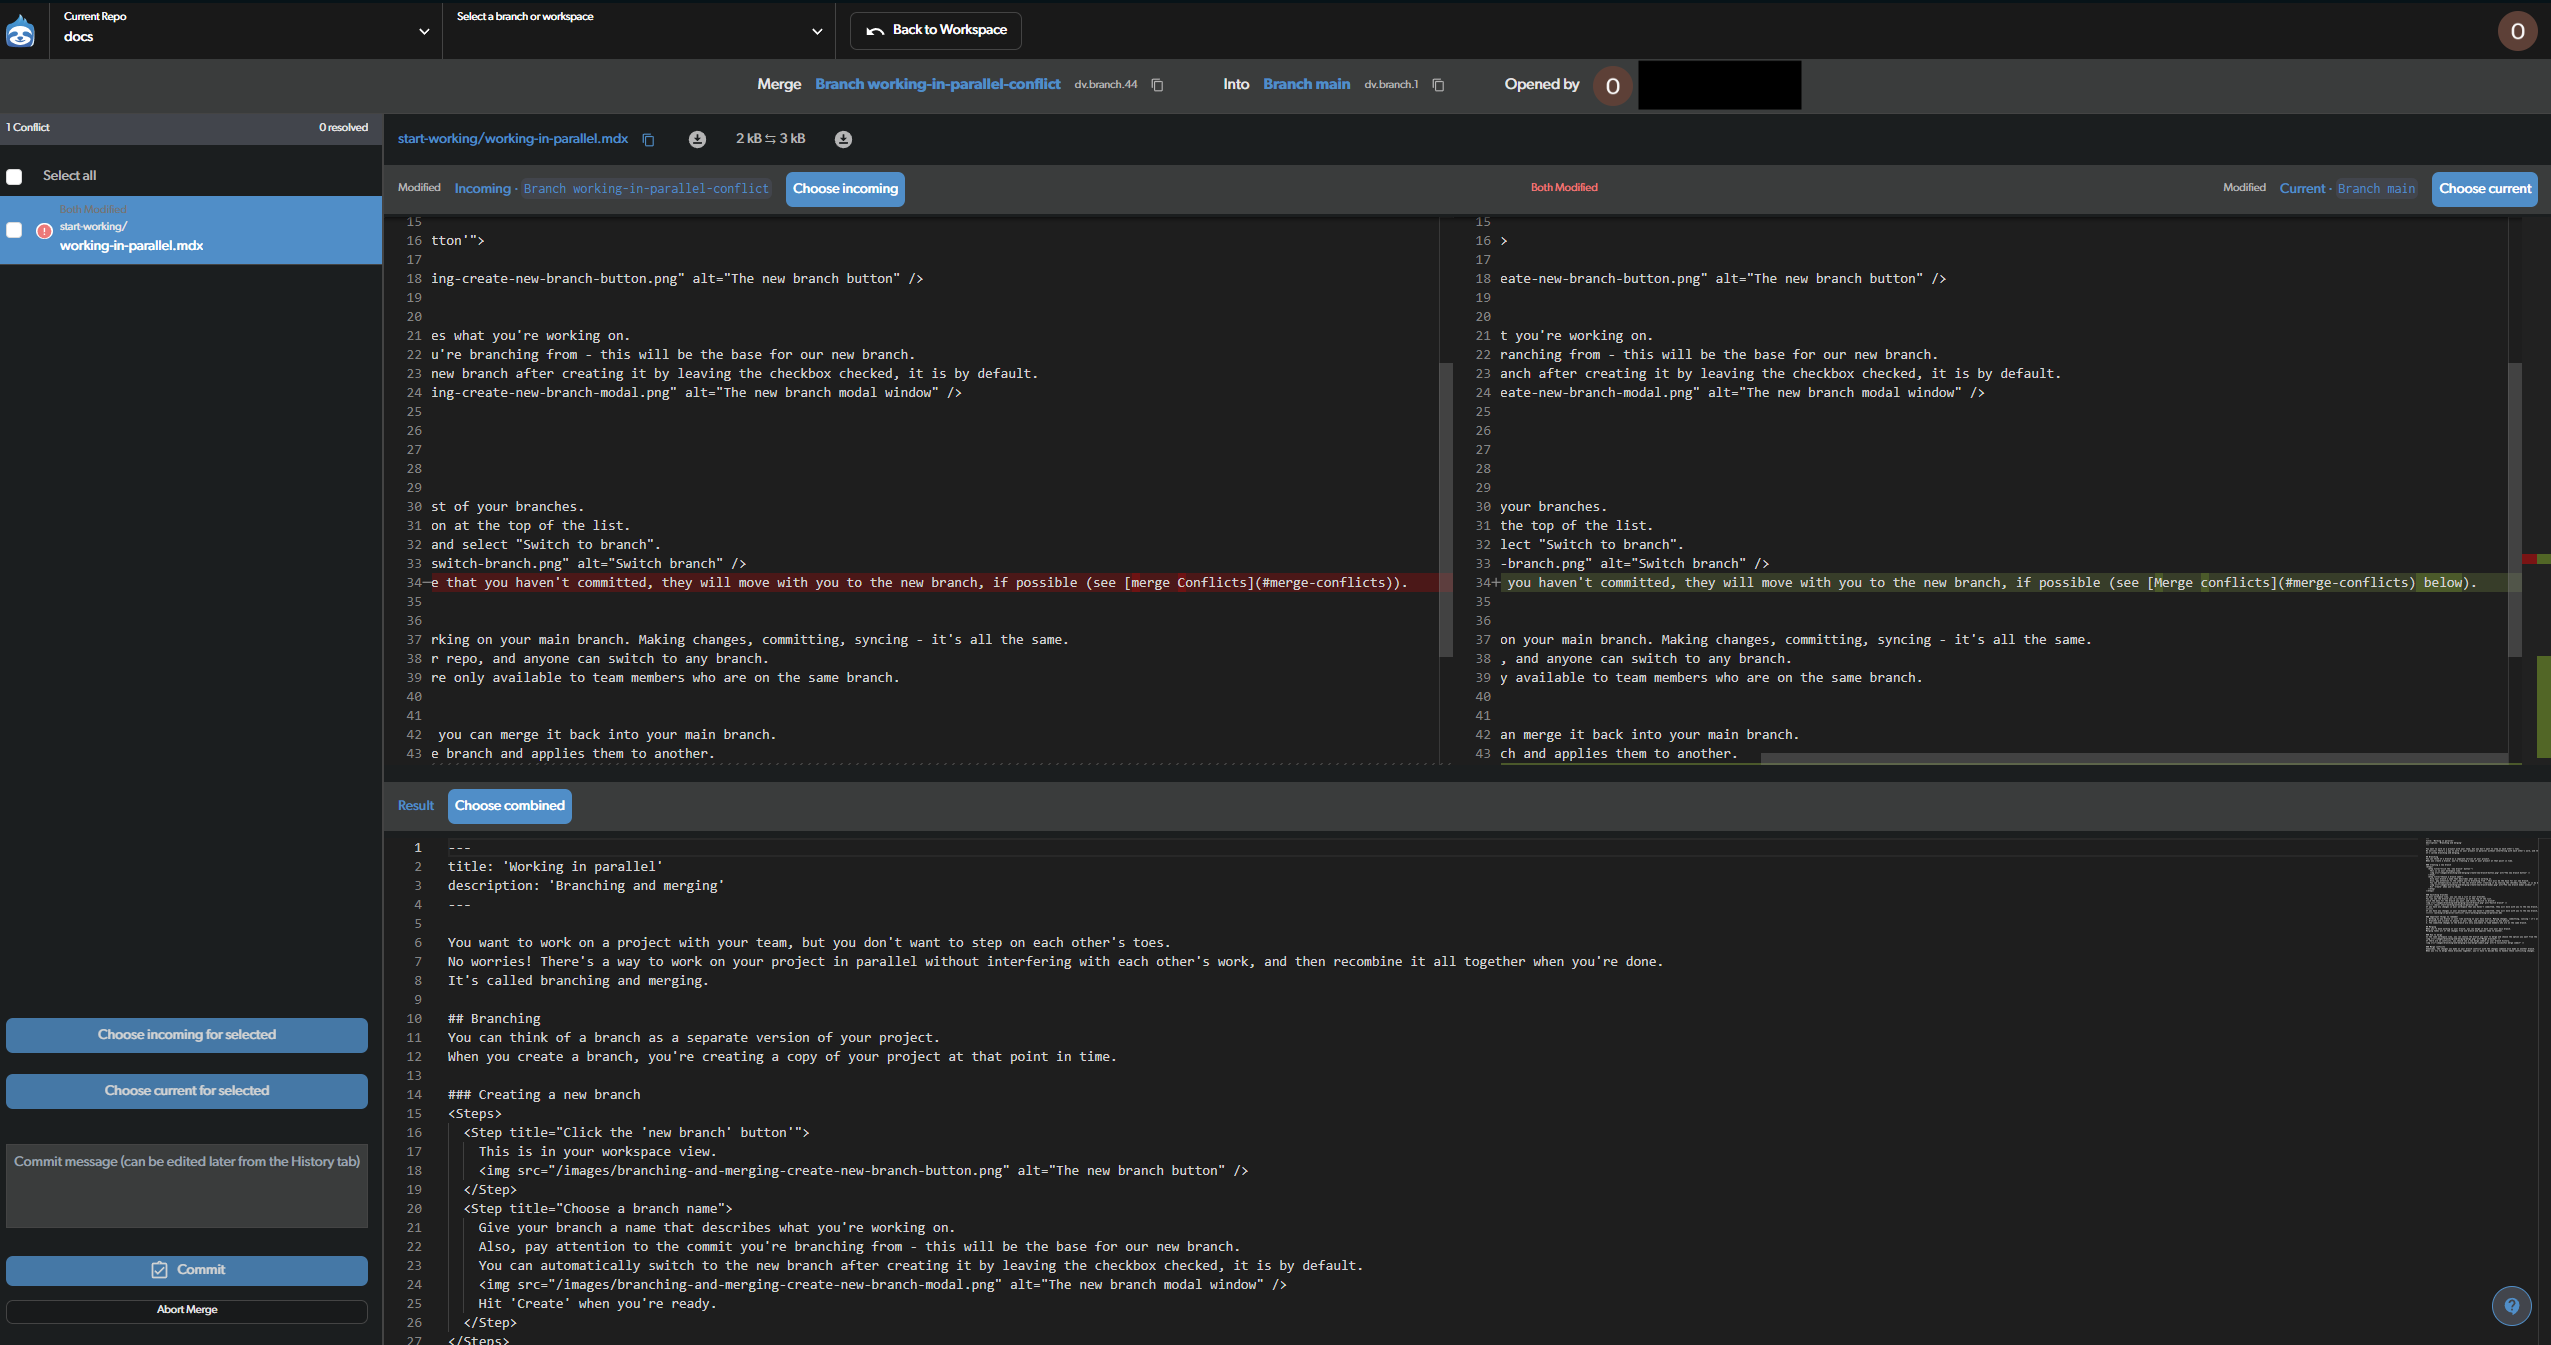 Current Repo
docs
Select a branch or workspace
Back to Workspace
O
Merge Branch working-in-parallel-conflict dv.branch.44 Into Branch main dv.branch.1 Opened by O
1 Conflict 0 resolved
Select all
Both Modified
start-working/
working-in-parallel.mdx
start-working/working-in-parallel.mdx 2 kB ⇆ 3 kB
Modified Incoming · Branch working-in-parallel-conflict Choose incoming
Both Modified
Modified Current · Branch main Choose current
15
16 tton'">
17
18 ing-create-new-branch-button.png" alt="The new branch button" />
19
20
21 es what you're working on.
22 u're branching from - this will be the base for our new branch.
23 new branch after creating it by leaving the checkbox checked, it is by default.
24 ing-create-new-branch-modal.png" alt="The new branch modal window" />
25
26
27
28
29
30 st of your branches.
31 on at the top of the list.
32 and select "Switch to branch".
33 switch-branch.png" alt="Switch branch" />
34— e that you haven't committed, they will move with you to the new branch, if possible (see [merge Conflicts](#merge-conflicts)).
35
36
37 rking on your main branch. Making changes, committing, syncing - it's all the same.
38 r repo, and anyone can switch to any branch.
39 re only available to team members who are on the same branch.
40
41
42 you can merge it back into your main branch.
43 e branch and applies them to another.
15
16 >
17
18 eate-new-branch-button.png" alt="The new branch button" />
19
20
21 t you're working on.
22 ranching from - this will be the base for our new branch.
23 anch after creating it by leaving the checkbox checked, it is by default.
24 eate-new-branch-modal.png" alt="The new branch modal window" />
25
26
27
28
29
30 your branches.
31 the top of the list.
32 lect "Switch to branch".
33 -branch.png" alt="Switch branch" />
34+ you haven't committed, they will move with you to the new branch, if possible (see [Merge conflicts](#merge-conflicts) below).
35
36
37 on your main branch. Making changes, committing, syncing - it's all the same.
38 , and anyone can switch to any branch.
39 y available to team members who are on the same branch.
40
41
42 an merge it back into your main branch.
43 ch and applies them to another.
Result Choose combined
1 ---
2 title: 'Working in parallel'
3 description: 'Branching and merging'
4 ---
5
6 You want to work on a project with your team, but you don't want to step on each other's toes.
7 No worries! There's a way to work on your project in parallel without interfering with each other's work, and then recombine it all together when you're done.
8 It's called branching and merging.
9
10 ## Branching
11 You can think of a branch as a separate version of your project.
12 When you create a branch, you're creating a copy of your project at that point in time.
13
14 ### Creating a new branch
15 <Steps>
16 <Step title="Click the 'new branch' button'">
17 This is in your workspace view.
18 <img src="/images/branching-and-merging-create-new-branch-button.png" alt="The new branch button" />
19 </Step>
20 <Step title="Choose a branch name">
21 Give your branch a name that describes what you're working on.
22 Also, pay attention to the commit you're branching from - this will be the base for our new branch.
23 You can automatically switch to the new branch after creating it by leaving the checkbox checked, it is by default.
24 <img src="/images/branching-and-merging-create-new-branch-modal.png" alt="The new branch modal window" />
25 Hit 'Create' when you're ready.
26 </Step>
27 </Steps>
Choose incoming for selected
Choose current for selected
Commit message (can be edited later from the History tab)
Commit
Abort Merge